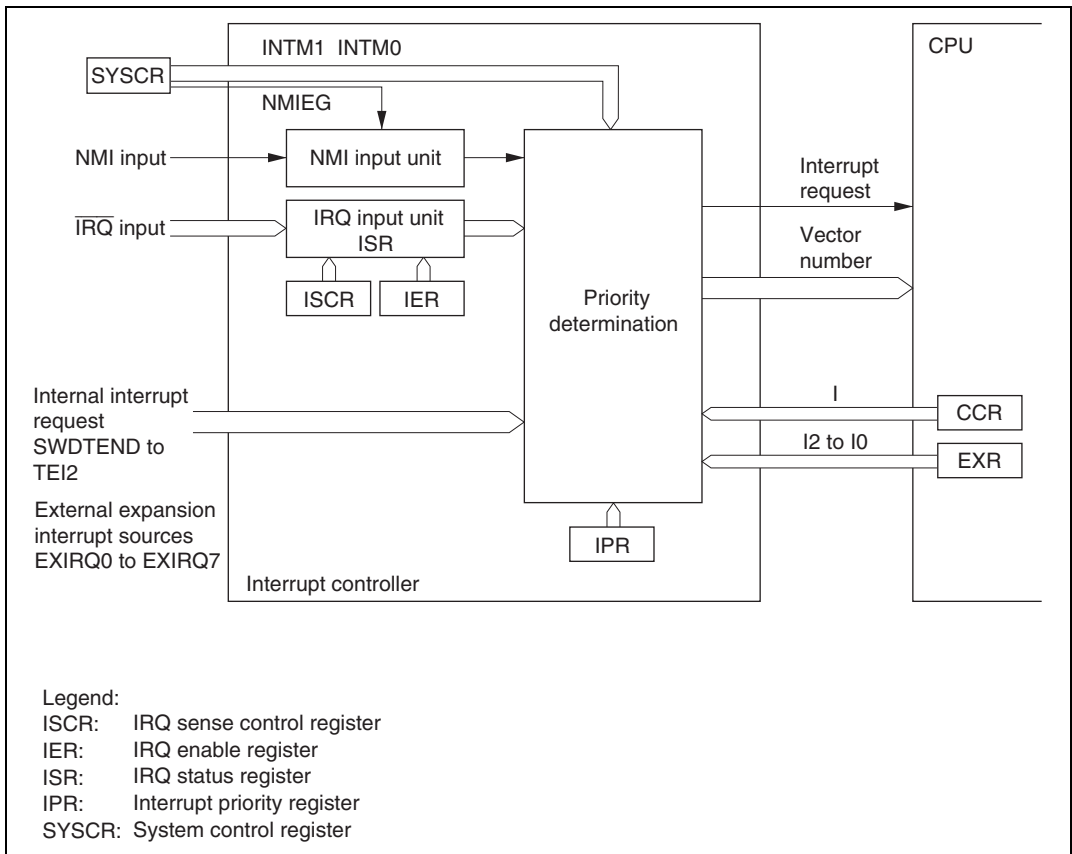 INTM1 INTM0
CPU
SYSCR
NMIEG
NMI input
NMI input unit
Interrupt
request
IRQ input
IRQ input unit
ISR
Vector
number
ISCR
IER
Priority
determination
Internal interrupt
request
SWDTEND to
TEI2
I
CCR
I2 to I0
EXR
External expansion
interrupt sources
EXIRQ0 to EXIRQ7
IPR
Interrupt controller
Legend:
ISCR: IRQ sense control register
IER: IRQ enable register
ISR: IRQ status register
IPR: Interrupt priority register
SYSCR: System control register